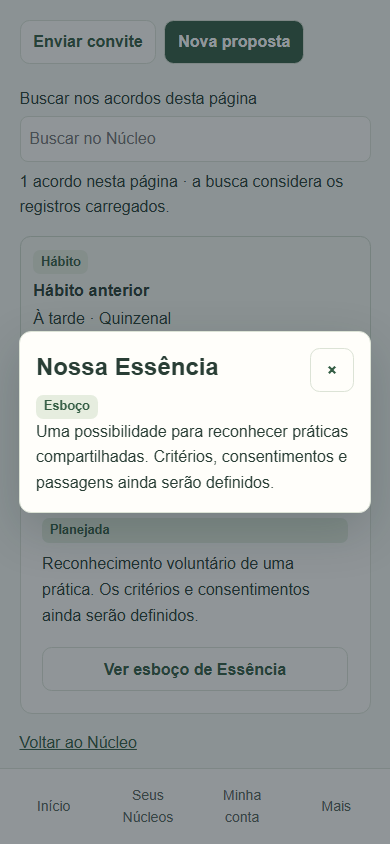 Enviar convite
Nova proposta
Buscar nos acordos desta página
Buscar no Núcleo
1 acordo nesta página · a busca considera os
registros carregados.
Hábito
Hábito anterior
À tarde · Quinzenal
Nossa Essência
×
Esboço
Uma possibilidade para reconhecer práticas
compartilhadas. Critérios, consentimentos e
passagens ainda serão definidos.
Planejada
Reconhecimento voluntário de uma
prática. Os critérios e consentimentos
ainda serão definidos.
Ver esboço de Essência
Voltar ao Núcleo
Início
Seus
Núcleos
Minha
conta
Mais